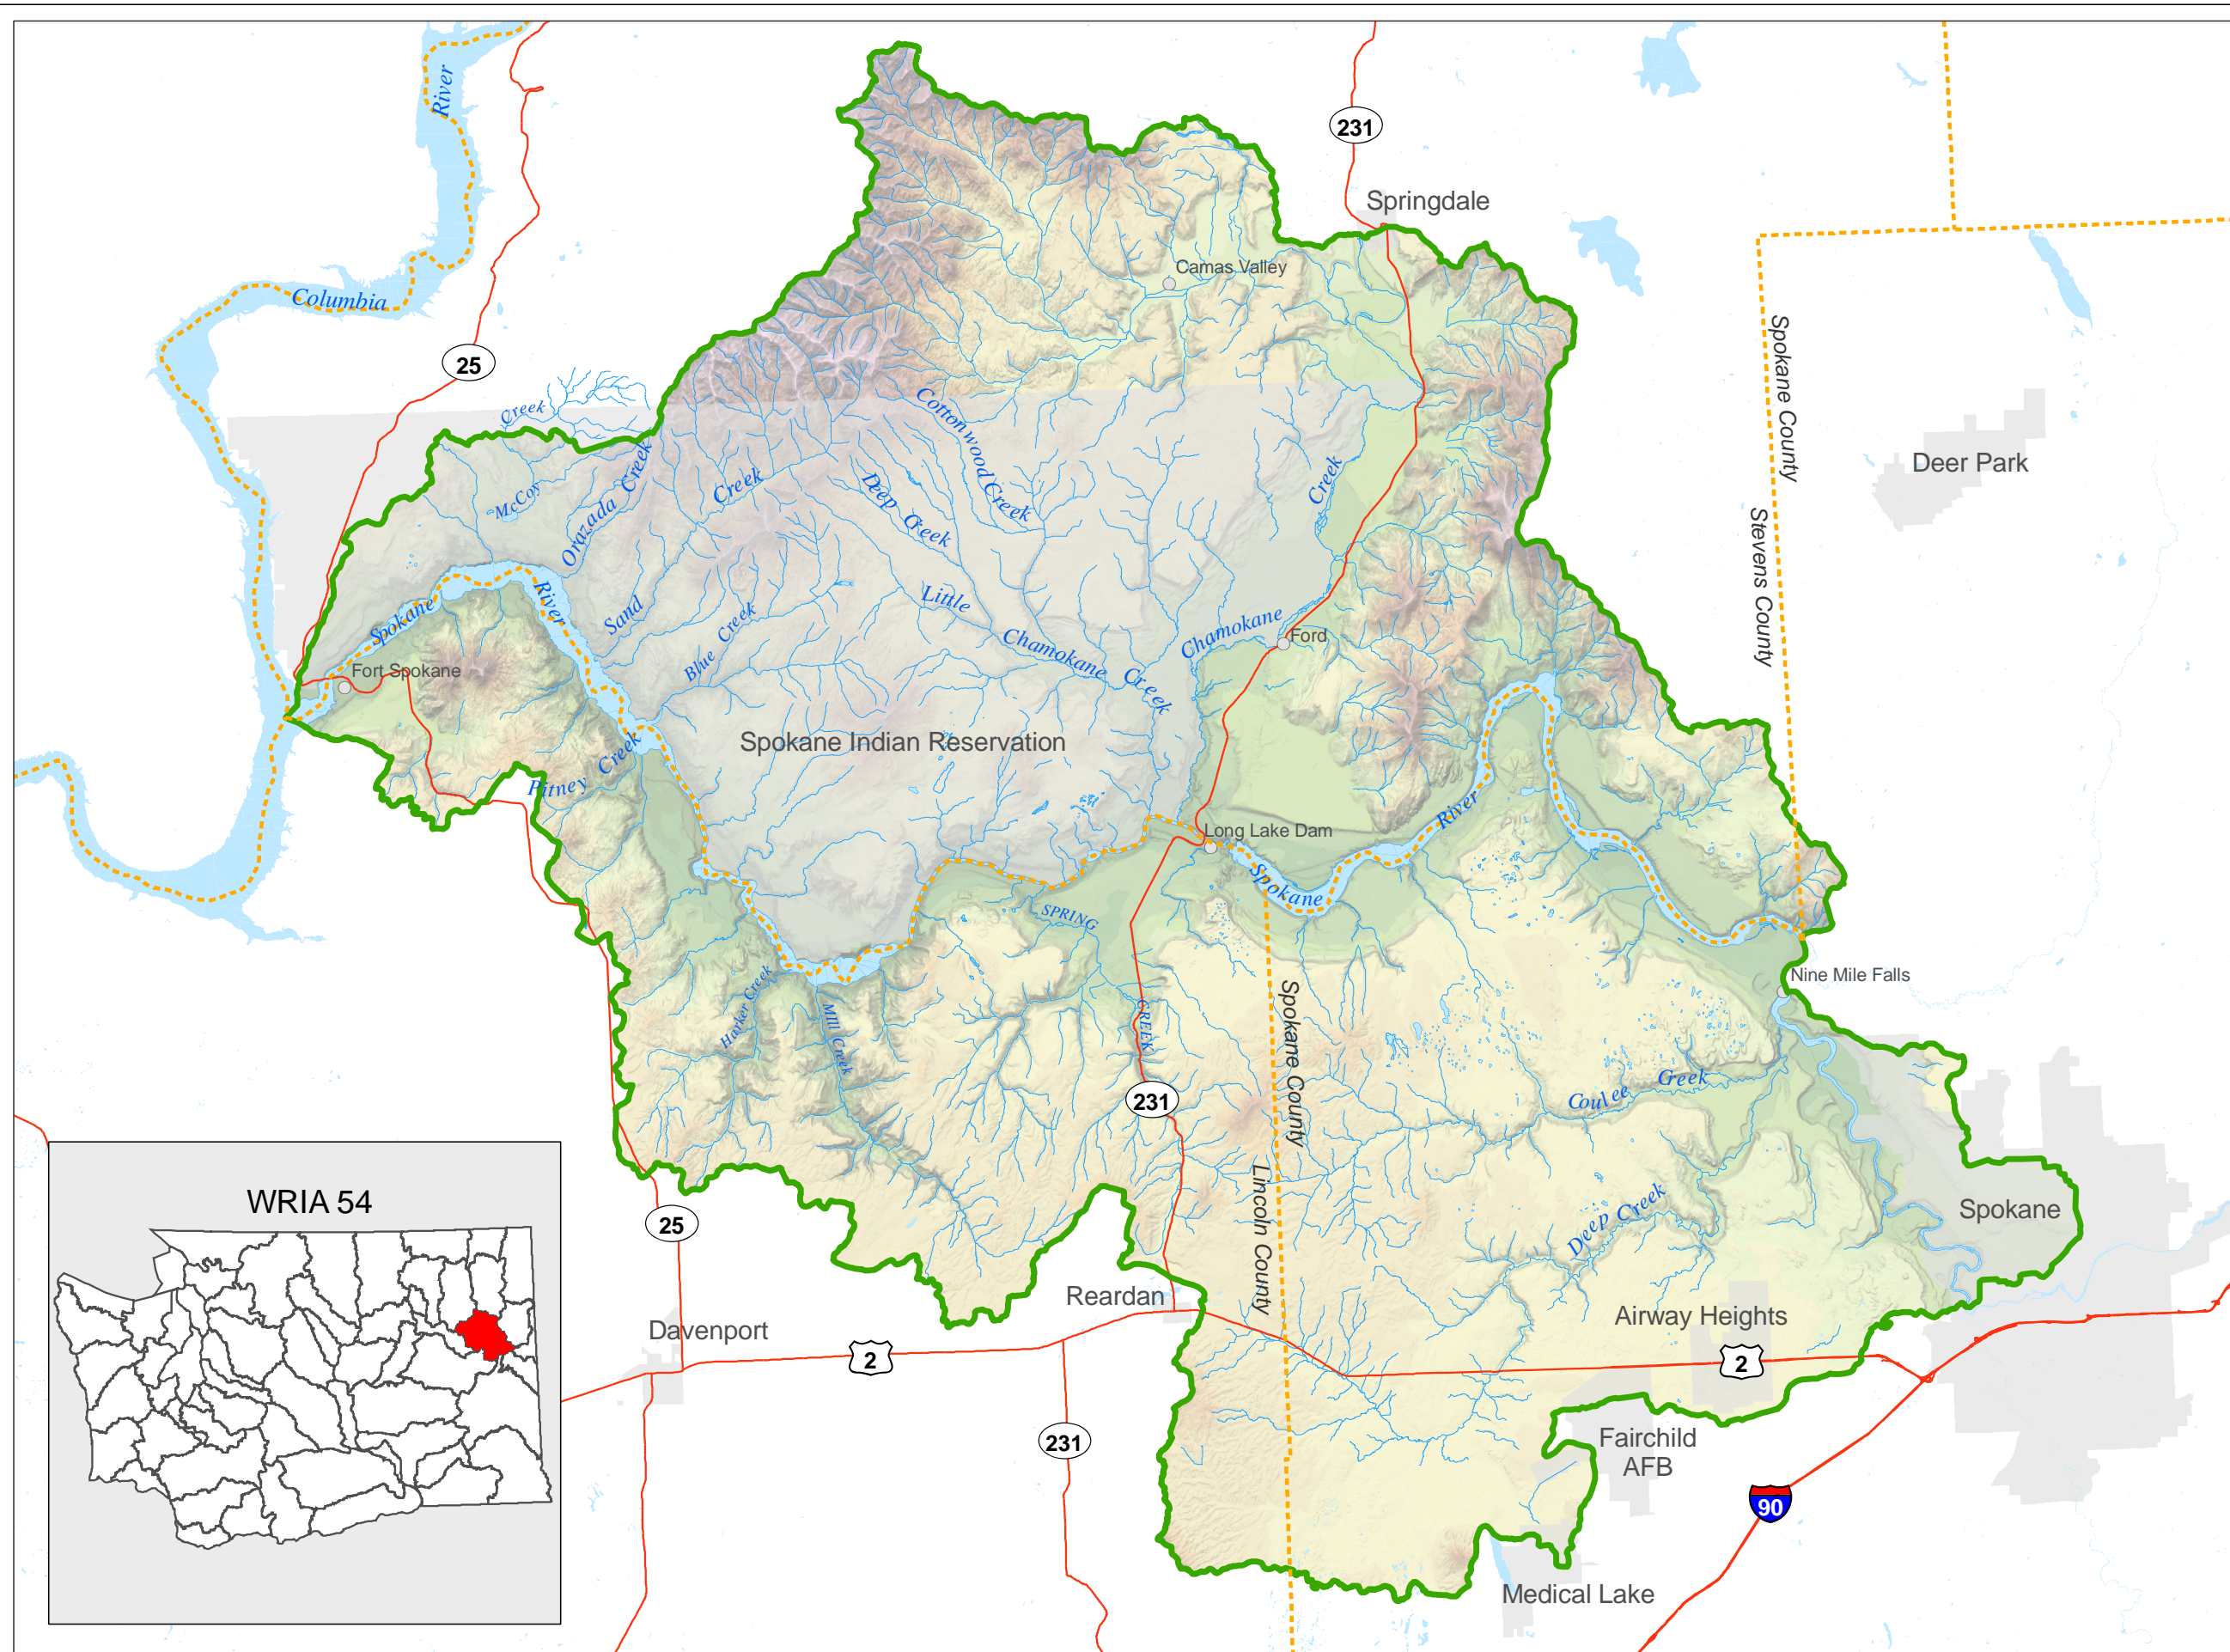 River
231
Springdale
Camas Valley
Columbia
25
Spokane County
Stevens County
Deer Park
Creek
McCoy
Orazada Creek
Sand
Creek
Cottonwood Creek
Deep Creek
Creek
Chamokane
Little
Chamokane
Creek
Blue Creek
Spokane
River
Fort Spokane
Ford
Spokane Indian Reservation
Pitney Creek
Long Lake Dam
River
Spokane
SPRING
CREEK
Harker Creek
Mill Creek
Nine Mile Falls
231
Spokane County
Lincoln County
Coulee Creek
Deep Creek
Spokane
WRIA 54
25
Reardan
Davenport
2
Airway Heights
2
231
Fairchild
AFB
90
Medical Lake